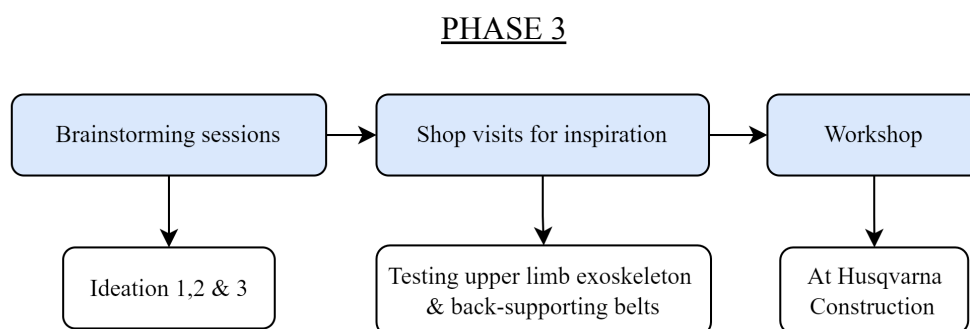 PHASE 3
Brainstorming sessions
Shop visits for inspiration
Workshop
Ideation 1,2 & 3
Testing upper limb exoskeleton
& back-supporting belts
At Husqvarna
Construction